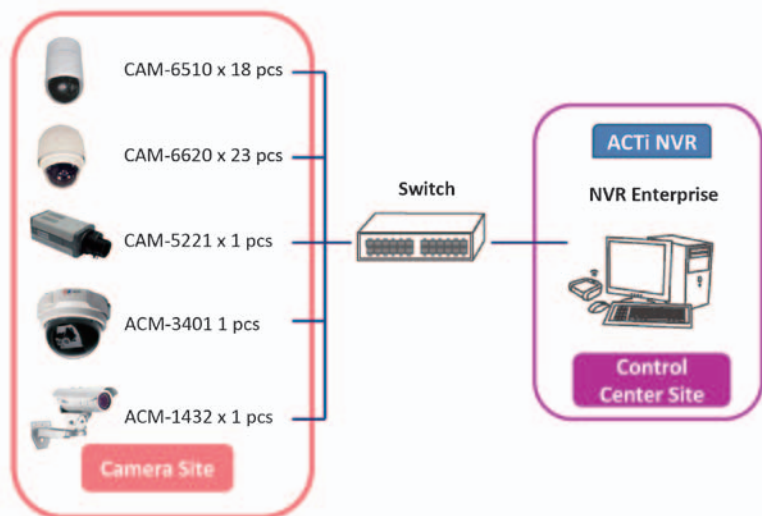 CAM-6510 x 18 pcs
CAM-6620 x 23 pcs
CAM-5221 x 1 pcs
ACM-3401 1 pcs
ACM-1432 x 1 pcs
Camera Site
Switch
ACTi NVR
NVR Enterprise
Control
Center Site